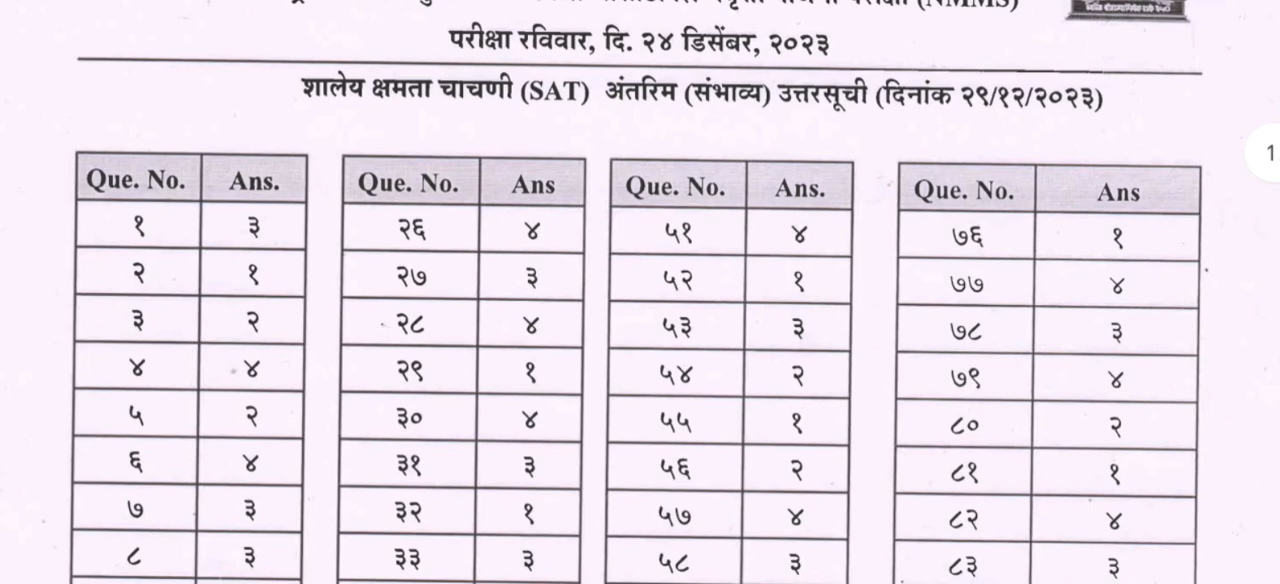 परीक्षा (NMMS)
परीक्षा रविवार, दि. २४ डिसेंबर, २०२३
शालेय क्षमता चाचणी (SAT) अंतरिम (संभाव्य) उत्तरसूची (दिनांक २९/१२/२०२३)
1
Que. No. Ans. Que. No. Ans Que. No. Ans. Que. No. Ans
१ ३ २६ ४ ५१ ४ ७६ १
२ १ २७ ३ ५२ १ ७७ ४
३ २ २८ ४ ५३ ३ ७८ ३
४ ४ २९ १ ५४ २ ७९ ४
५ २ ३० ४ ५५ १ ८० २
६ ४ ३१ ३ ५६ २ ८१ १
७ ३ ३२ १ ५७ ४ ८२ ४
८ ३ ३३ ३ ५८ ३ ८३ ३